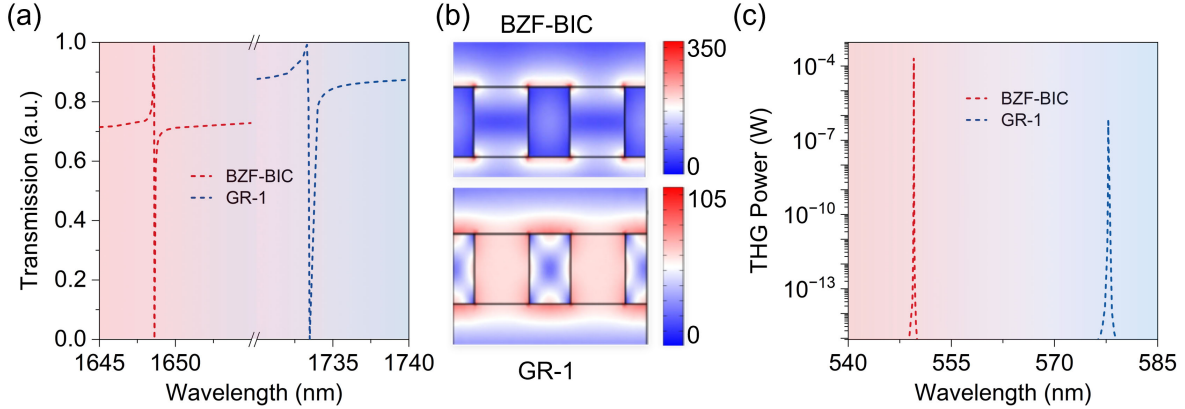 (a)
Transmission (a.u.)
1.0
0.8
0.6
0.4
0.2
0.0
BZF-BIC
GR-1
1645
1650
1735
1740
Wavelength (nm)
(b)
BZF-BIC
350
0
105
0
GR-1
(c)
THG Power (W)
10⁻⁴
10⁻⁷
10⁻¹⁰
10⁻¹³
BZF-BIC
GR-1
540
555
570
585
Wavelength (nm)